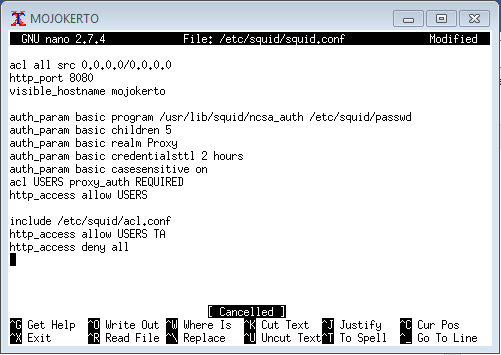 MOJOKERTO
GNU nano 2.7.4 File: /etc/squid/squid.conf Modified
acl all src 0.0.0.0/0.0.0.0
http_port 8080
visible_hostname mojokerto
auth_param basic program /usr/lib/squid/ncsa_auth /etc/squid/passwd
auth_param basic children 5
auth_param basic realm Proxy
auth_param basic credentialsttl 2 hours
auth_param basic casesensitive on
acl USERS proxy_auth REQUIRED
http_access allow USERS
include /etc/squid/acl.conf
http_access allow USERS TA
http_access deny all
[ Cancelled ]
^G Get Help ^O Write Out ^W Where Is ^K Cut Text ^J Justify ^C Cur Pos
^X Exit ^R Read File ^\ Replace ^U Uncut Text ^T To Spell ^_ Go To Line